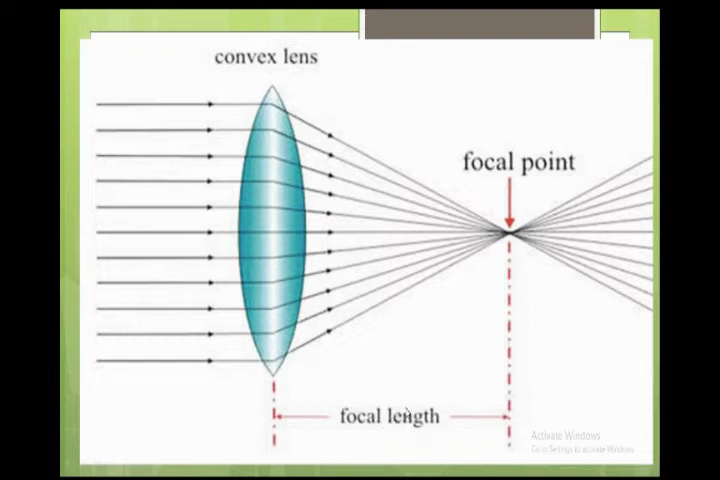 convex lens
focal point
focal length
Activate Windows
Go to Settings to activate Windows.